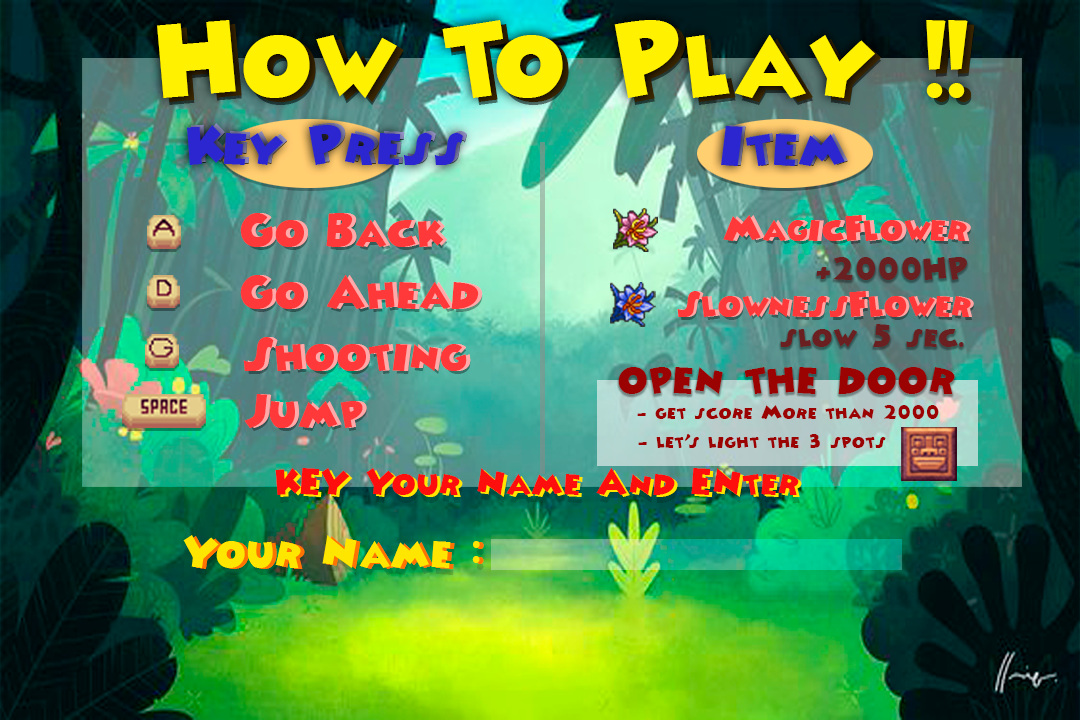 How To Play !!
Key Press
A Go Back
D Go Ahead
G Shooting
SPACE Jump
Item
MagicFlower
+2000HP
SlownessFlower
slow 5 sec.
OPEN THE DOOR
- get score More than 2000
- let's light the 3 spots
KEY Your Name And ENter
Your Name :